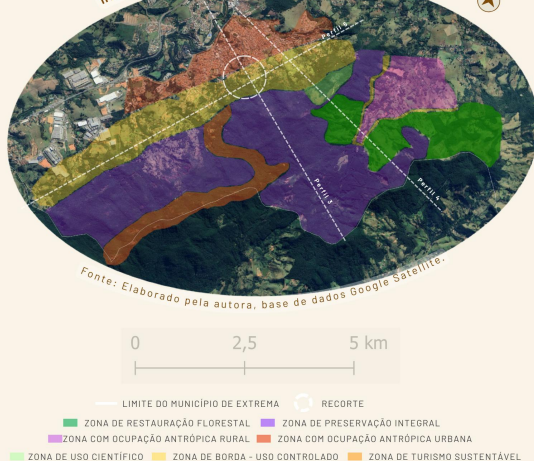 Perfil 5
Perfil 3
Perfil 4
Fonte: Elaborado pela autora, base de dados Google Satellite.
0 2,5 5 km
LIMITE DO MUNICÍPIO DE EXTREMA RECORTE
ZONA DE RESTAURAÇÃO FLORESTAL ZONA DE PRESERVAÇÃO INTEGRAL
ZONA COM OCUPAÇÃO ANTRÓPICA RURAL ZONA COM OCUPAÇÃO ANTRÓPICA URBANA
ZONA DE USO CIENTÍFICO ZONA DE BORDA - USO CONTROLADO ZONA DE TURISMO SUSTENTÁVEL